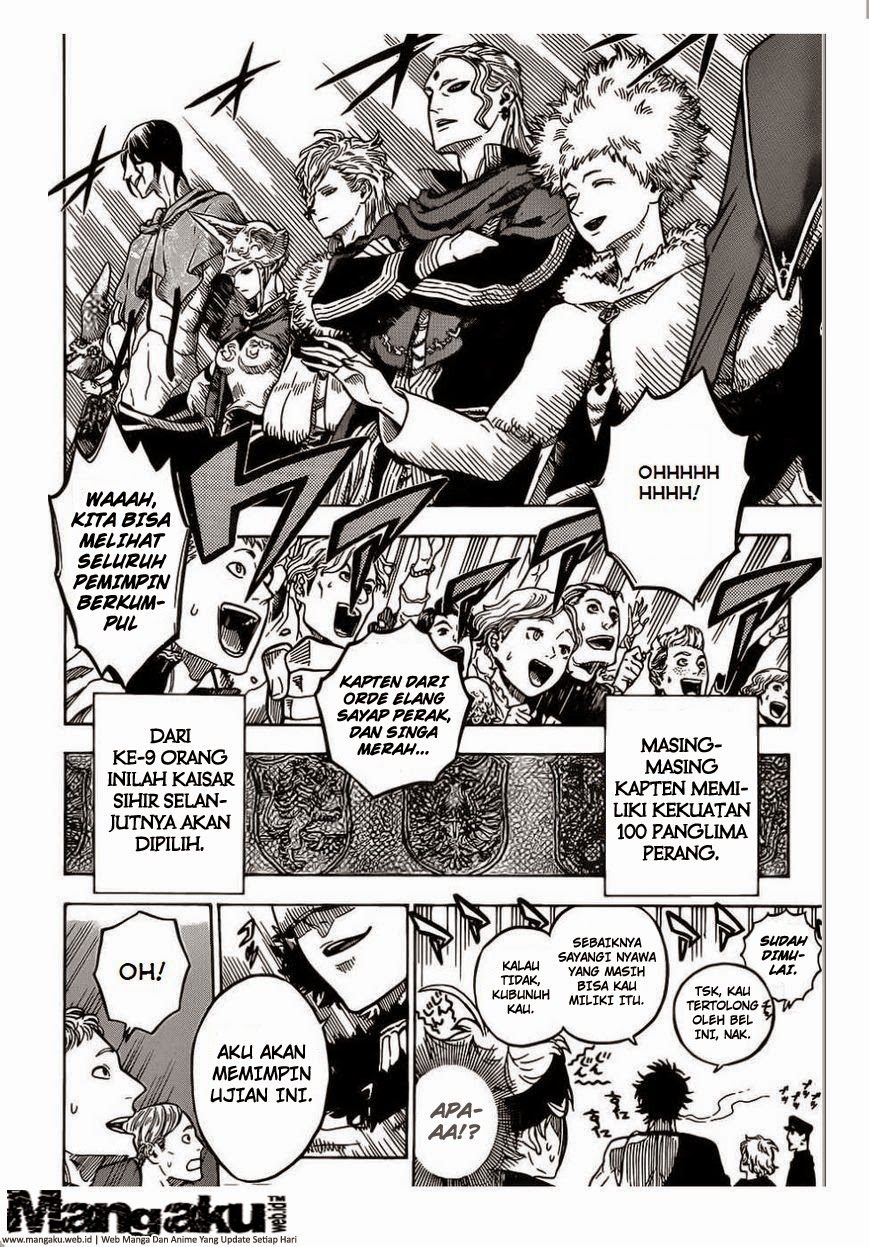 OHHHHH
HHHH!
WAAAH,
KITA BISA
MELIHAT
SELURUH
PEMIMPIN
BERKUM-
PUL
KAPTEN DARI
ORDE ELANG
SAYAP PERAK,
DAN SINGA
MERAH...
MASING-
MASING
KAPTEN MEMI-
LIKI KEKUATAN
100 PANGLIMA
PERANG.
DARI
KE-9 ORANG
INILAH KAISAR
SIHIR SELAN-
JUTNYA AKAN
DIPILIH.
SUDAH
DIMU-
LAI.
TSK, KAU
TERTOLONG
OLEH BEL
INI, NAK.
SEBAIKNYA
SAYANGI NYAWA
YANG MASIH
BISA KAU
MILIKI ITU.
KALAU
TIDAK,
KUBUNUH
KAU.
APA-
AA!?
AKU AKAN
MEMIMPIN
UJIAN INI.
OH!
Mangaku
www.mangaku.web.id | Web Manga Dan Anime Yang Update Setiap Hari